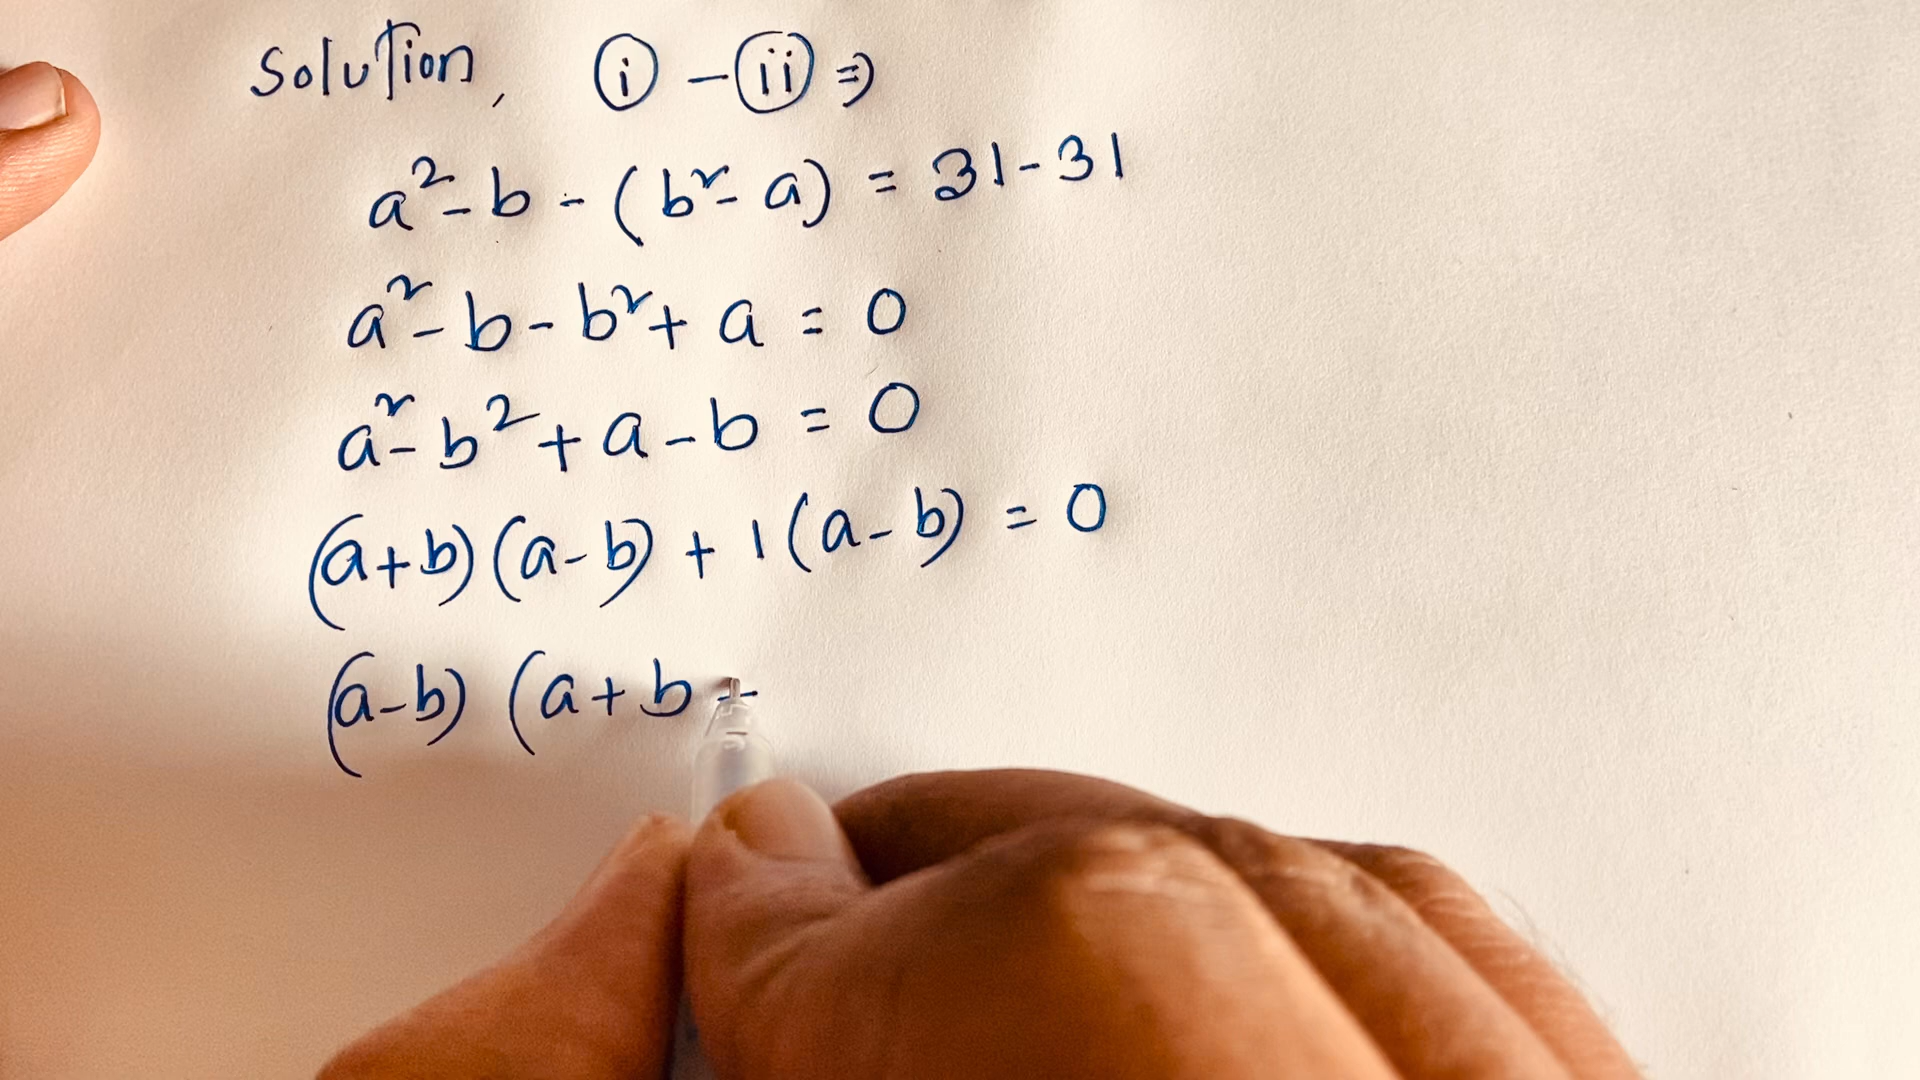 Solution, (i) - (ii) ⇒
a² - b - (b² - a) = 31 - 31
a² - b - b² + a = 0
a² - b² + a - b = 0
(a+b)(a-b) + 1(a-b) = 0
(a-b) (a+b +